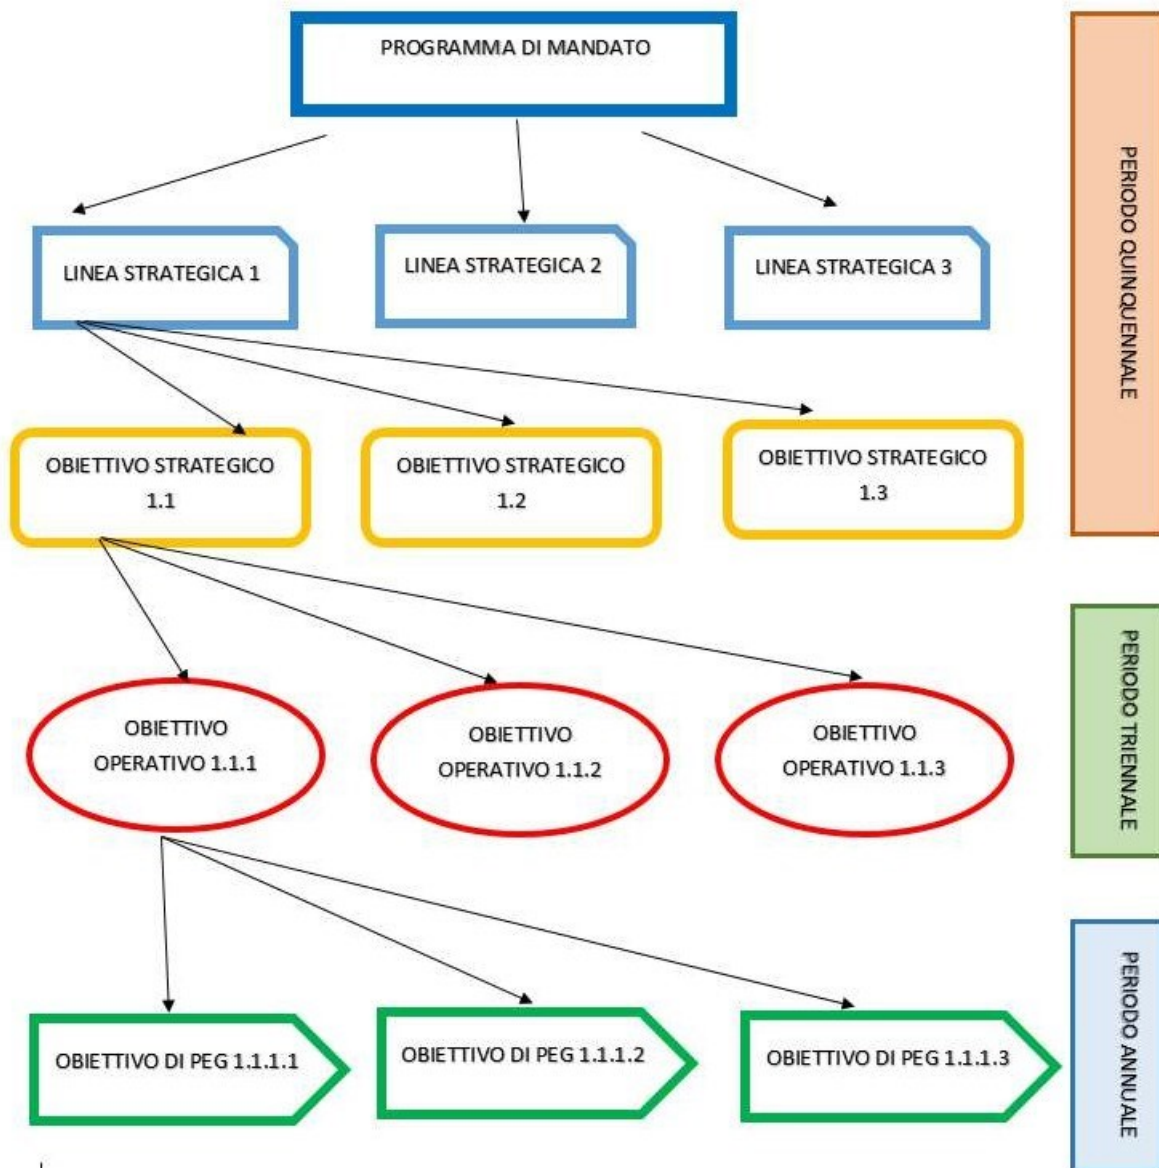 PROGRAMMA DI MANDATO
LINEA STRATEGICA 1
LINEA STRATEGICA 2
LINEA STRATEGICA 3
OBIETTIVO STRATEGICO
1.1
OBIETTIVO STRATEGICO
1.2
OBIETTIVO STRATEGICO
1.3
PERIODO QUINQUENNALE
OBIETTIVO
OPERATIVO 1.1.1
OBIETTIVO
OPERATIVO 1.1.2
OBIETTIVO
OPERATIVO 1.1.3
PERIODO TRIENNALE
OBIETTIVO DI PEG 1.1.1.1
OBIETTIVO DI PEG 1.1.1.2
OBIETTIVO DI PEG 1.1.1.3
PERIODO ANNUALE